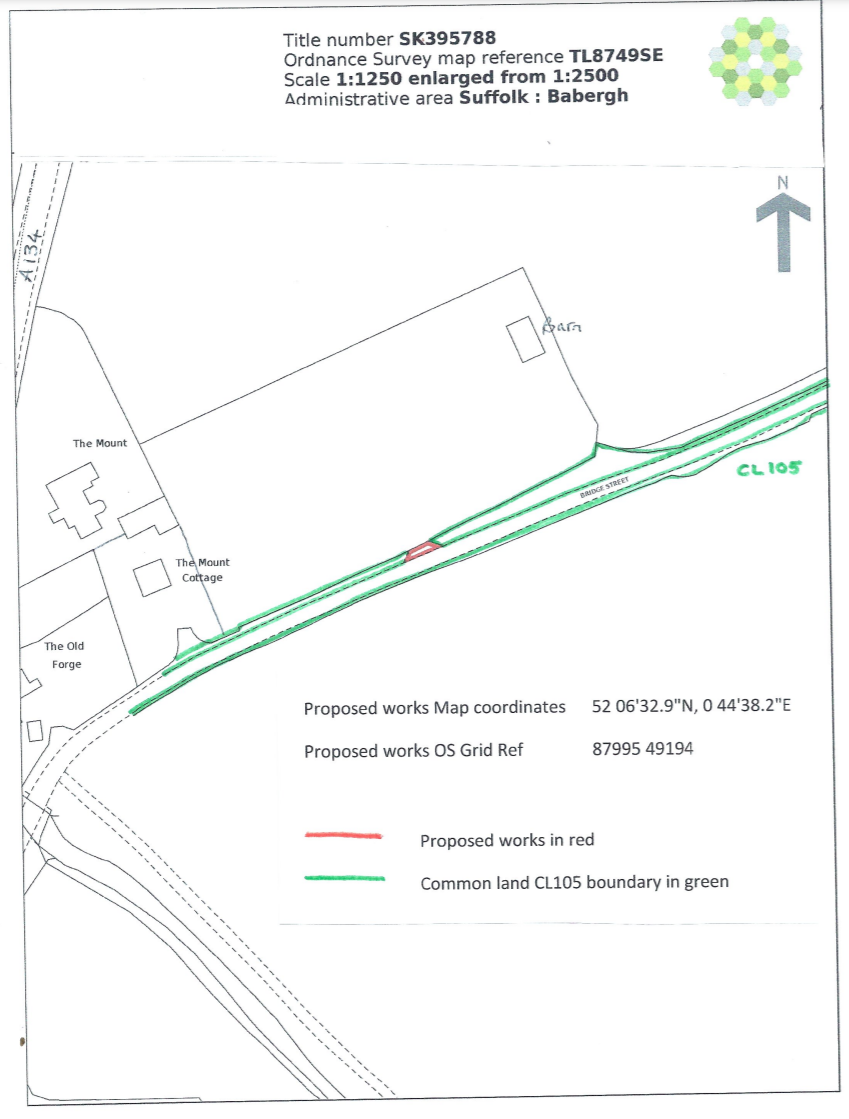 Title number SK395788
Ordnance Survey map reference TL8749SE
Scale 1:1250 enlarged from 1:2500
Administrative area Suffolk : Babergh
N
A134
Barn
The Mount
CL105
BRIDGE STREET
The Mount
Cottage
The Old
Forge
Proposed works Map coordinates 52 06'32.9"N, 0 44'38.2"E
Proposed works OS Grid Ref 87995 49194
Proposed works in red
Common land CL105 boundary in green